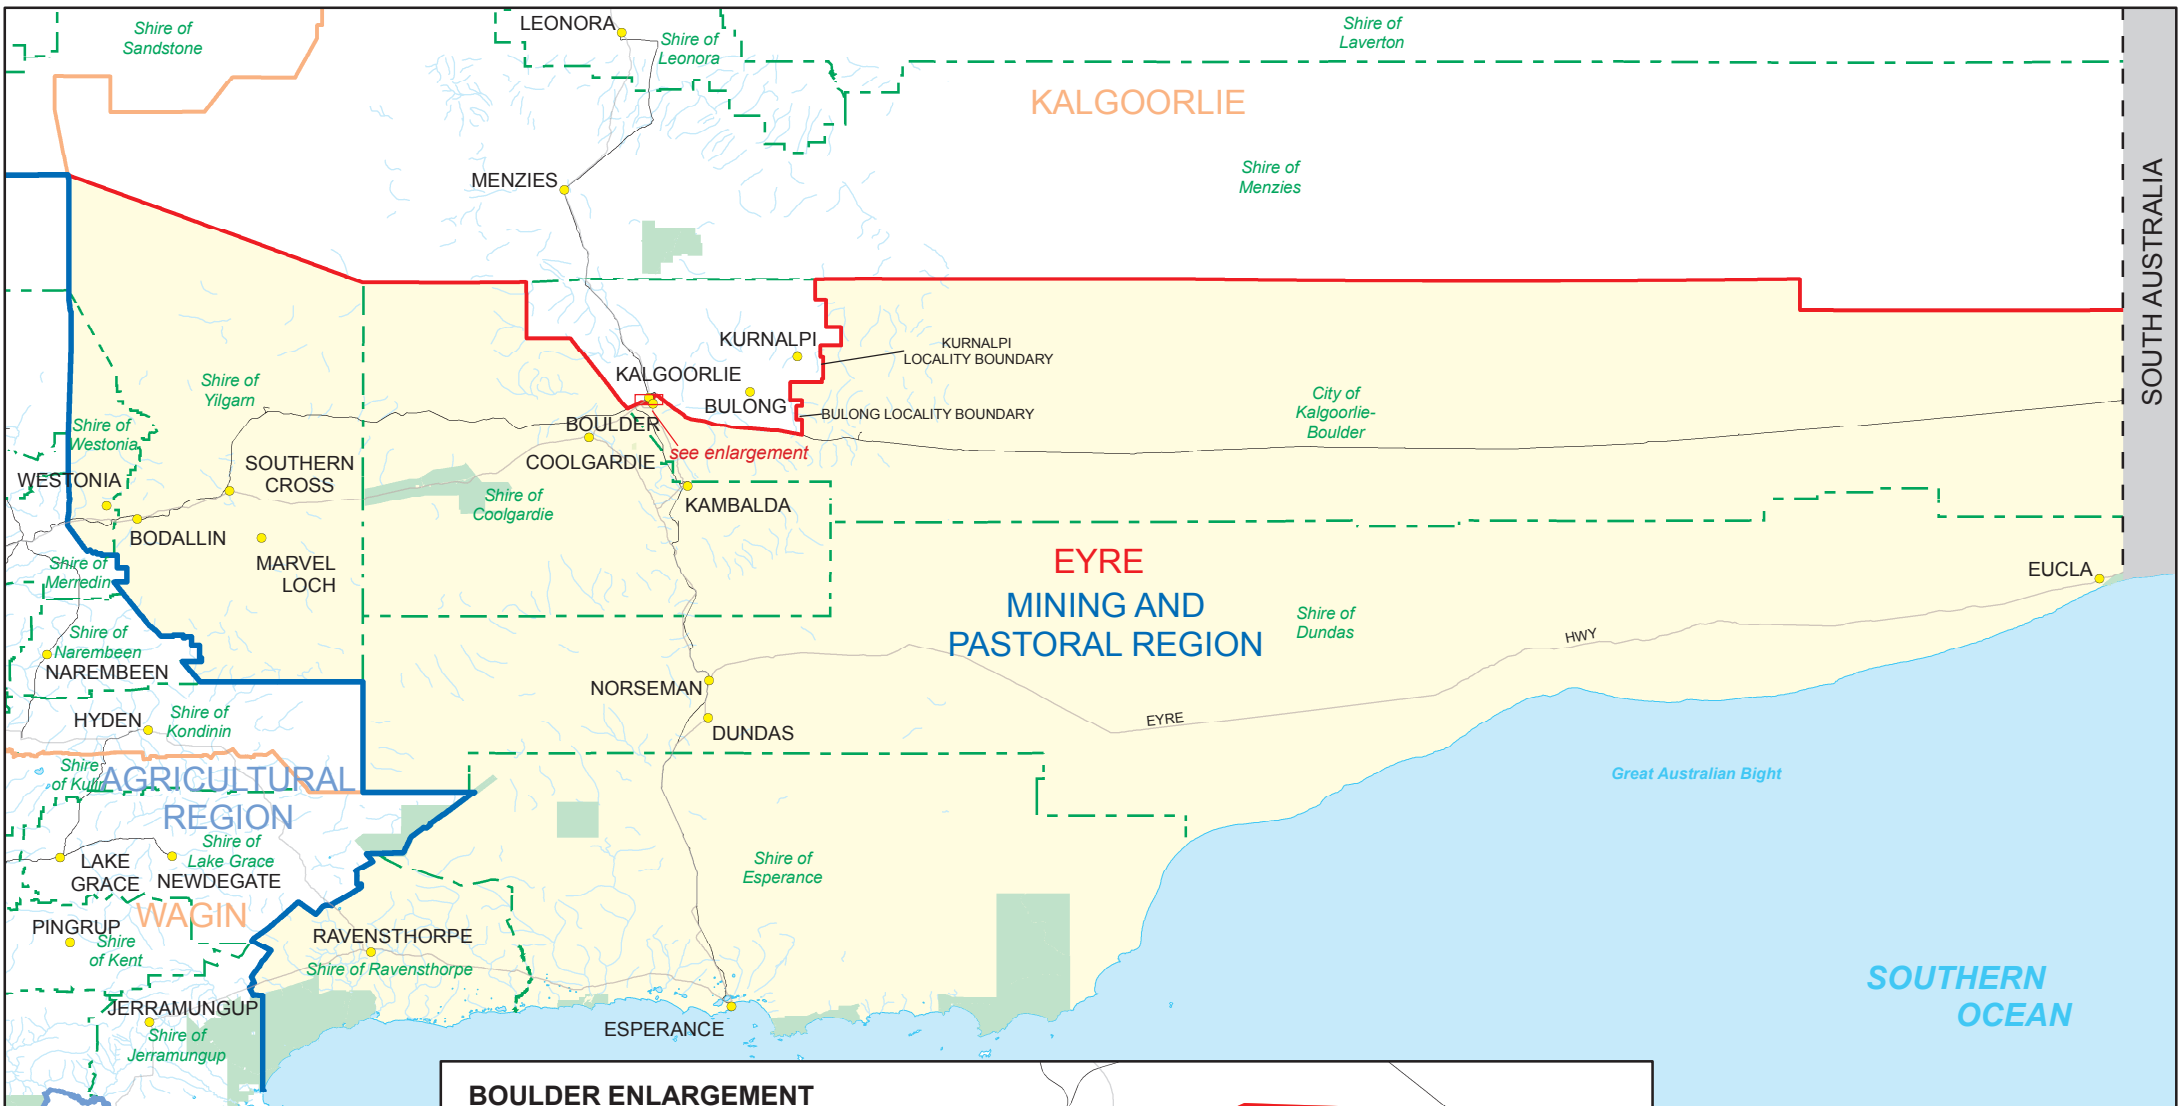 LEONORA
Shire of
Sandstone
Shire of
Leonora
Shire of
Laverton
KALGOORLIE
MENZIES
Shire of
Menzies
SOUTH AUSTRALIA
KURNALPI
KURNALPI
LOCALITY BOUNDARY
KALGOORLIE
BULONG
BULONG LOCALITY BOUNDARY
Shire of
Yilgarn
City of
Kalgoorlie-
Boulder
Shire of
Westonia
BOULDER
see enlargement
COOLGARDIE
WESTONIA
SOUTHERN
CROSS
Shire of
Coolgardie
KAMBALDA
BODALLIN
MARVEL
LOCH
Shire of
Merredin
EYRE
MINING AND
PASTORAL REGION
EUCLA
Shire of
Dundas
HWY
Shire of
Narembeen
NAREMBEEN
NORSEMAN
HYDEN
Shire of
Kondinin
EYRE
DUNDAS
Shire
of Kulin
AGRICULTURAL
REGION
Great Australian Bight
Shire of
Lake Grace
LAKE
GRACE
NEWDEGATE
Shire of
Esperance
WAGIN
PINGRUP
Shire
of Kent
RAVENSTHORPE
Shire of Ravensthorpe
SOUTHERN
OCEAN
JERRAMUNGUP
Shire of
Jerramungup
ESPERANCE
BOULDER ENLARGEMENT